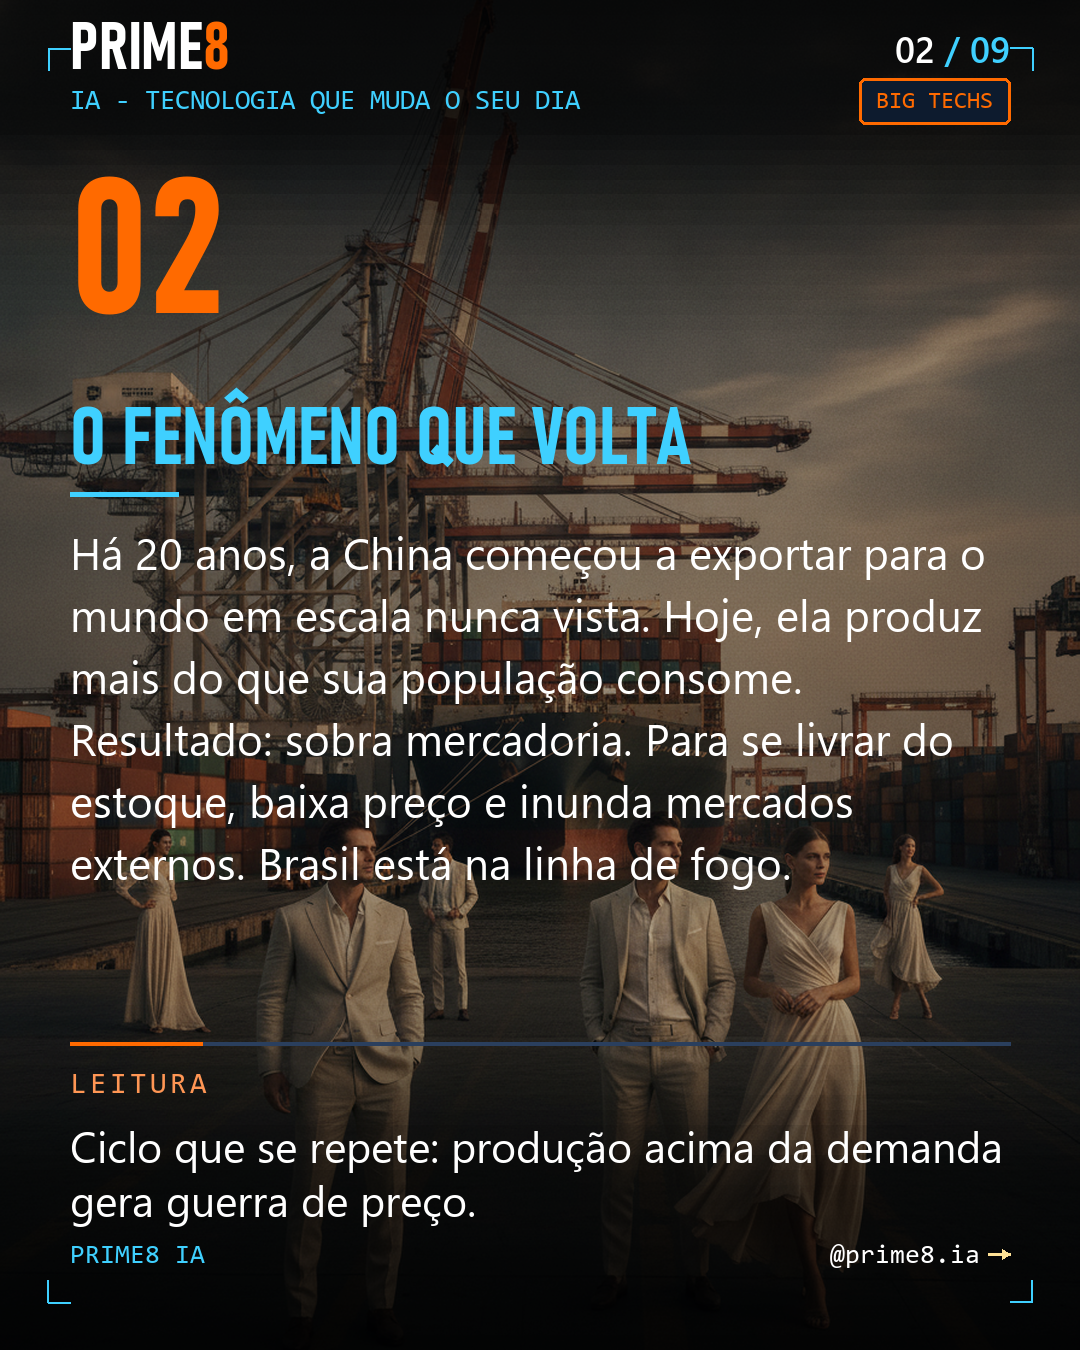 PRIME8
02 / 09
IA - TECNOLOGIA QUE MUDA O SEU DIA
BIG TECHS
02
O FENÔMENO QUE VOLTA
Há 20 anos, a China começou a exportar para o
mundo em escala nunca vista. Hoje, ela produz
mais do que sua população consome.
Resultado: sobra mercadoria. Para se livrar do
estoque, baixa preço e inunda mercados
externos. Brasil está na linha de fogo.
LEITURA
Ciclo que se repete: produção acima da demanda
gera guerra de preço.
PRIME8 IA
@prime8.ia →